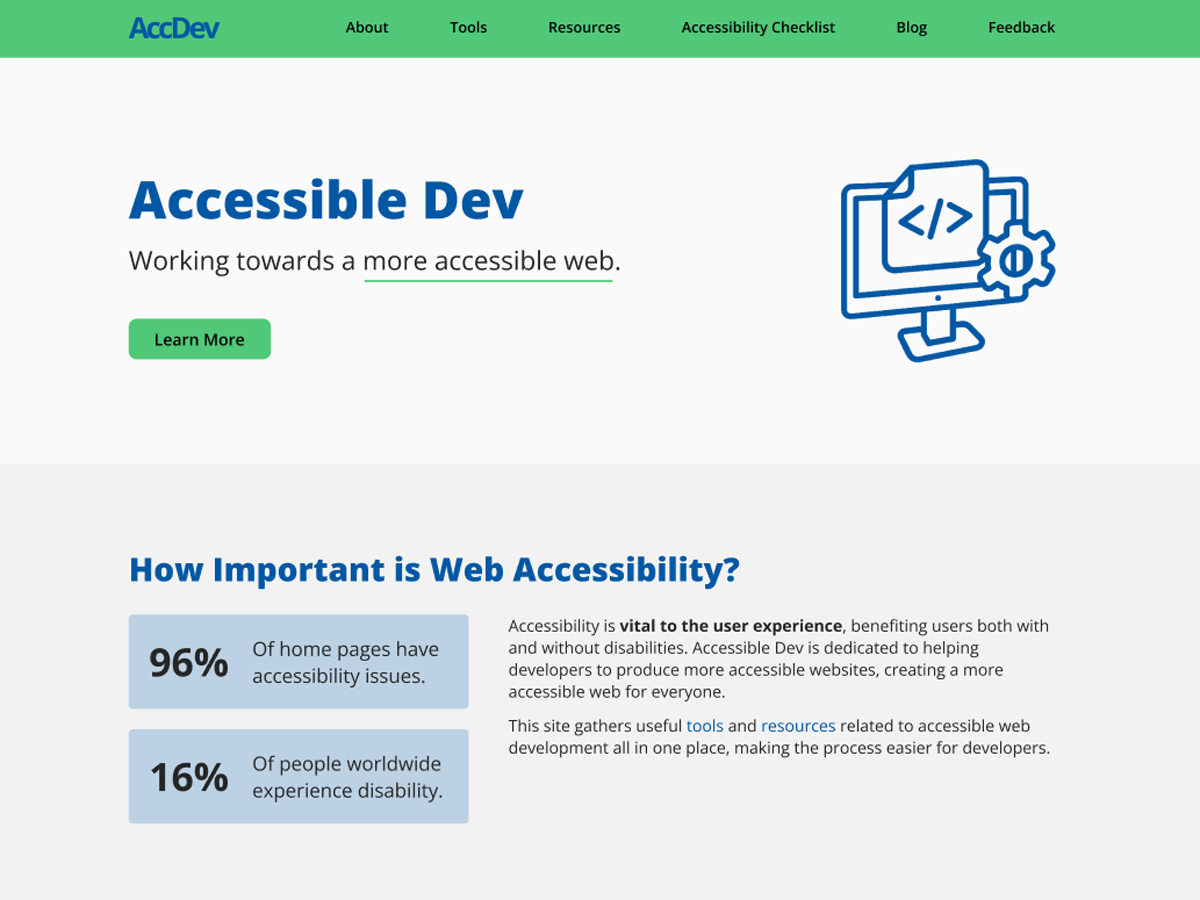 AccDev
About
Tools
Resources
Accessibility Checklist
Blog
Feedback
Accessible Dev
Working towards a more accessible web.
Learn More
</>
How Important is Web Accessibility?
96%
Of home pages have
accessibility issues.
16%
Of people worldwide
experience disability.
Accessibility is vital to the user experience, benefiting users both with
and without disabilities. Accessible Dev is dedicated to helping
developers to produce more accessible websites, creating a more
accessible web for everyone.
This site gathers useful tools and resources related to accessible web
development all in one place, making the process easier for developers.